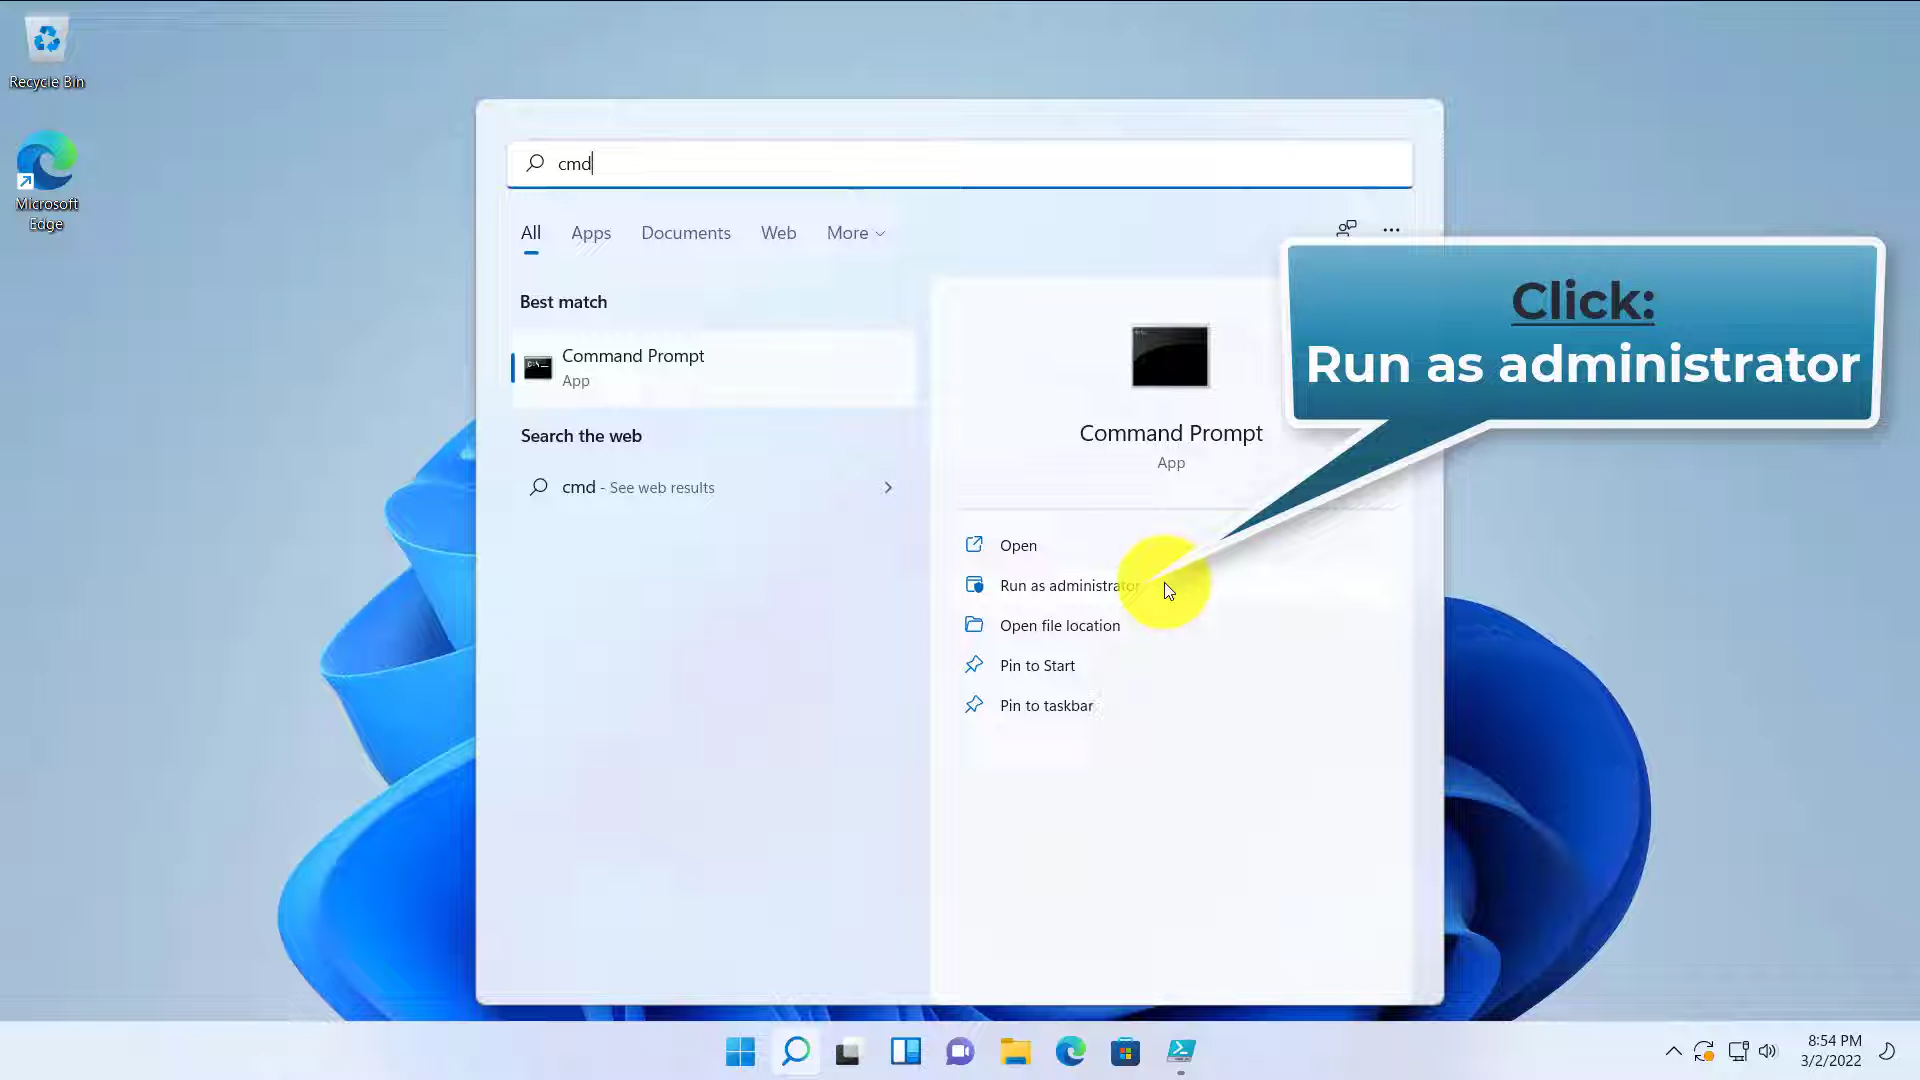 Recycle Bin
Microsoft
Edge
cmd
All
Apps
Documents
Web
More
Best match
Command Prompt
App
Search the web
cmd - See web results
Command Prompt
App
Open
Run as administrator
Open file location
Pin to Start
Pin to taskbar
Click:
Run as administrator
8:54 PM
3/2/2022